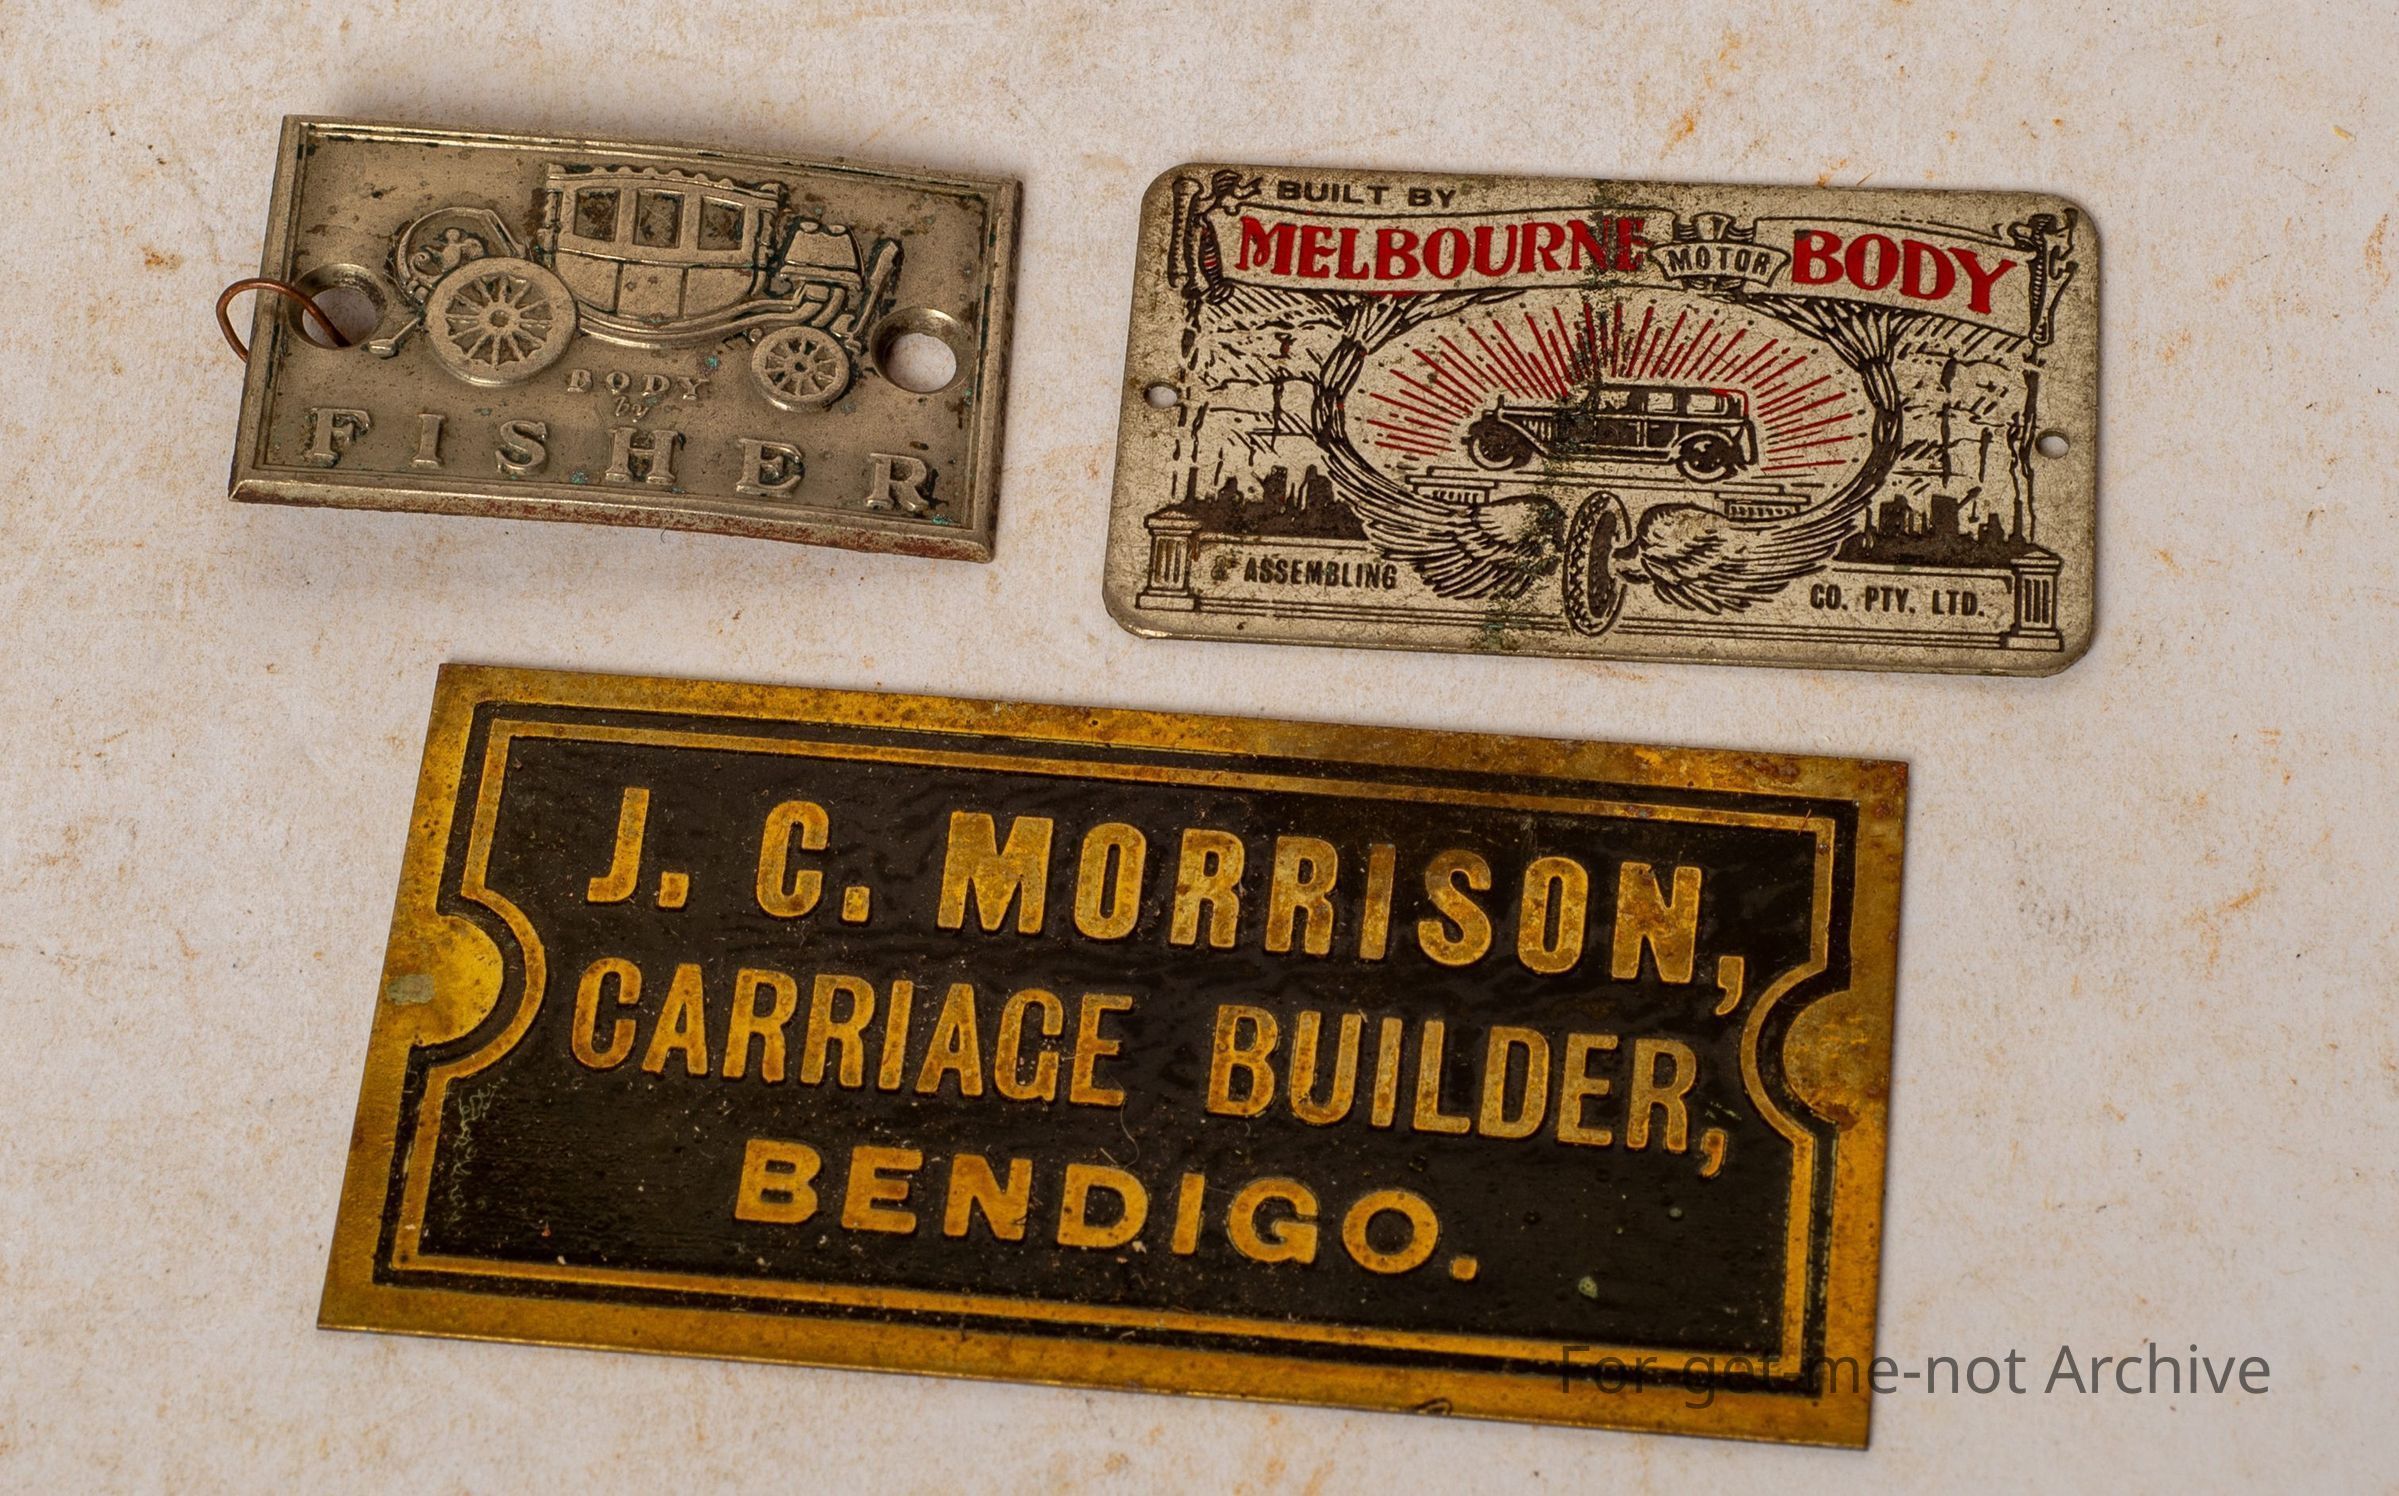 BODY
by
FISHER
BUILT BY
MELBOURNE MOTOR BODY
& ASSEMBLING CO. PTY. LTD.
J. C. MORRISON,
CARRIAGE BUILDER,
BENDIGO.
For get-me-not Archive